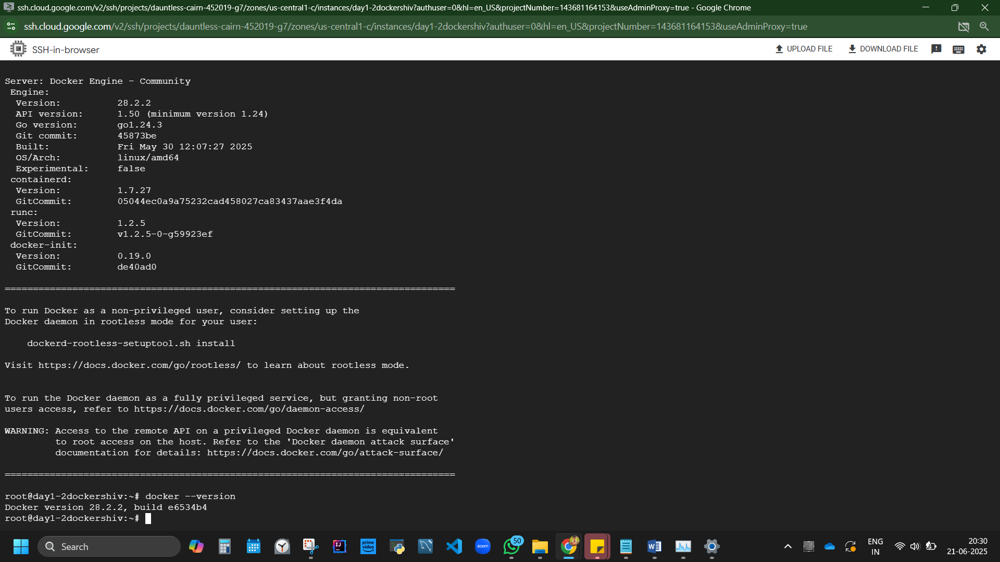 ssh.cloud.google.com/v2/ssh/projects/dauntless-cairn-452019-g7/zones/us-central1-c/instances/day1-2dockershiv?authuser=0&hl=en_US&projectNumber=143681164153&useAdminProxy=true - Google Chrome
ssh.cloud.google.com/v2/ssh/projects/dauntless-cairn-452019-g7/zones/us-central1-c/instances/day1-2dockershiv?authuser=0&hl=en_US&projectNumber=143681164153&useAdminProxy=true
SSH-in-browser
UPLOAD FILE
DOWNLOAD FILE
Server: Docker Engine - Community
Engine:
Version: 28.2.2
API version: 1.50 (minimum version 1.24)
Go version: go1.24.3
Git commit: 45873be
Built: Fri May 30 12:07:27 2025
OS/Arch: linux/amd64
Experimental: false
containerd:
Version: 1.7.27
GitCommit: 05044ec0a9a75232cad458027ca83437aae3f4da
runc:
Version: 1.2.5
GitCommit: v1.2.5-0-g59923ef
docker-init:
Version: 0.19.0
GitCommit: de40ad0
================================================================================
To run Docker as a non-privileged user, consider setting up the
Docker daemon in rootless mode for your user:
dockerd-rootless-setuptool.sh install
Visit https://docs.docker.com/go/rootless/ to learn about rootless mode.
To run the Docker daemon as a fully privileged service, but granting non-root
users access, refer to https://docs.docker.com/go/daemon-access/
WARNING: Access to the remote API on a privileged Docker daemon is equivalent
to root access on the host. Refer to the 'Docker daemon attack surface'
documentation for details: https://docs.docker.com/go/attack-surface/
================================================================================
root@day1-2dockershiv:~# docker --version
Docker version 28.2.2, build e6534b4
root@day1-2dockershiv:~#
Search
IJ
prime video
zoom
50
W
ENG
IN
20:30
21-06-2025